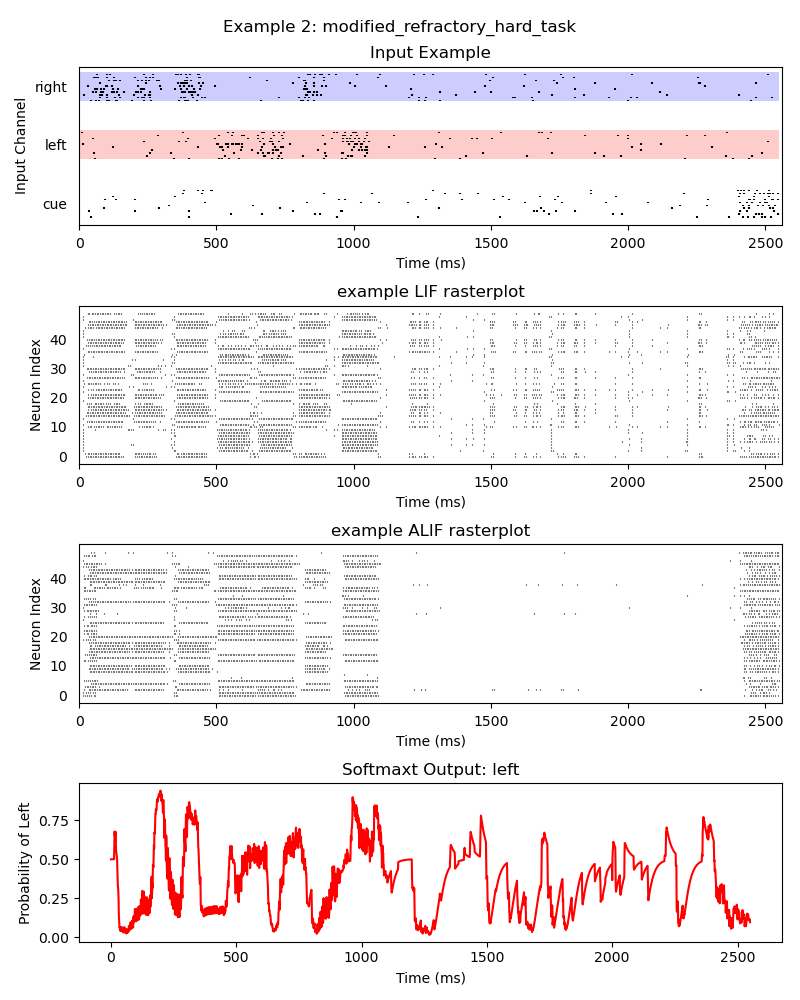 Example 2: modified_refractory_hard_task
Input Example
Input Channel
right
left
cue
0 500 1000 1500 2000 2500
Time (ms)
example LIF rasterplot
Neuron Index
40
30
20
10
0
0 500 1000 1500 2000 2500
Time (ms)
example ALIF rasterplot
Neuron Index
40
30
20
10
0
0 500 1000 1500 2000 2500
Time (ms)
Softmaxt Output: left
Probability of Left
0.75
0.50
0.25
0.00
0 500 1000 1500 2000 2500
Time (ms)